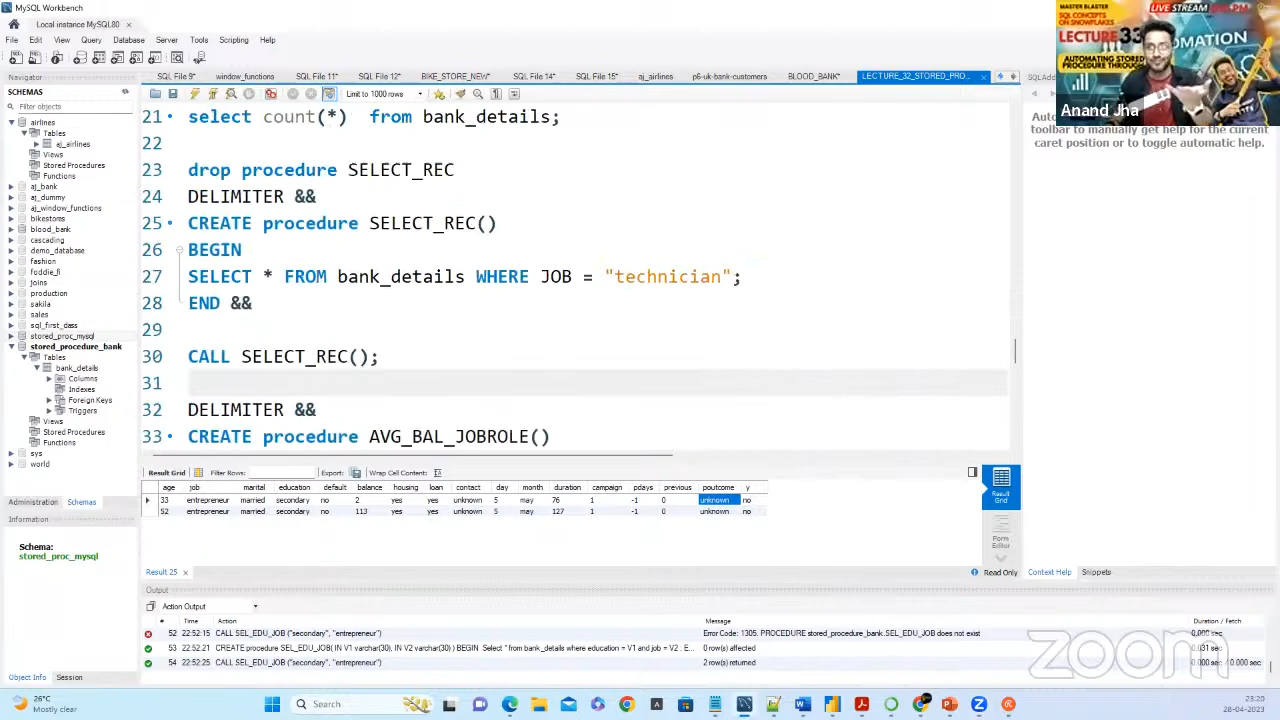 MySQL Workbench
Local instance MySQL80 ×
File Edit View Query Database Server Tools Scripting Help
Navigator
SCHEMAS
Filter objects
airlines
Tables
aj_airlines
Views
Stored Procedures
Functions
aj_bank
aj_dummy
aj_window_functions
bikestores
blood_bank
cascading
demo_database
fashion
foddie_fi
joins
production
sakila
sales
sql_first_dass
stored_proc_mysql
stored_procedure_bank
Tables
bank_details
Columns
Indexes
Foreign Keys
Triggers
Views
Stored Procedures
Functions
sys
world
Administration Schemas
Information
Schema:
stored_proc_mysql
Object Info Session
SQL File 9* window_functions SQL File 11* SQL File 12* SQL File 14* SQL File 15* aj_airlines p6-uk-bank-customers BLOOD_BANK* LECTURE_32_STORED_PRO... ×
Limit to 1000 rows
21 select count(*) from bank_details;
22
23 drop procedure SELECT_REC
24 DELIMITER &&
25 CREATE procedure SELECT_REC()
26 BEGIN
27 SELECT * FROM bank_details WHERE JOB = "technician";
28 END &&
29
30 CALL SELECT_REC();
31
32 DELIMITER &&
33 CREATE procedure AVG_BAL_JOBROLE()
Result Grid Filter Rows: Export: Wrap Cell Content: IA
age job marital education default balance housing loan contact day month duration campaign pdays previous poutcome y
33 entrepreneur married secondary no 2 yes yes unknown 5 may 76 1 -1 0 unknown no
52 entrepreneur married secondary no 113 yes yes unknown 5 may 127 1 -1 0 unknown no
Result Grid
Form Editor
Result 25 ×
Read Only
Context Help Snippets
Output
Action Output
# Time Action Message Duration / Fetch
52 22:52:15 CALL SEL_EDU_JOB ("secondary", "entrepreneur") Error Code: 1305. PROCEDURE stored_procedure_bank.SEL_EDU_JOB does not exist 0.000 sec
53 22:52:21 CREATE procedure SEL_EDU_JOB( IN V1 varchar(30), IN V2 varchar(30) ) BEGIN Select * from bank_details where education = V1 and job = V2 ; E... 0 row(s) affected 0.031 sec
54 22:52:25 CALL SEL_EDU_JOB ("secondary", "entrepreneur") 2 row(s) returned 0.000 sec / 0.000 sec
MASTER BLASTER
SQL CONCEPTS
ON SNOWFLAKES
LIVE STREAM
LECTURE 33
AUTOMATING STORED
PROCEDURE THROUGH
Anand Jha
toolbar to manually get help for the current
caret position or to toggle automatic help.
zoom
26°C
Mostly clear
Search
23:20
28-04-2023